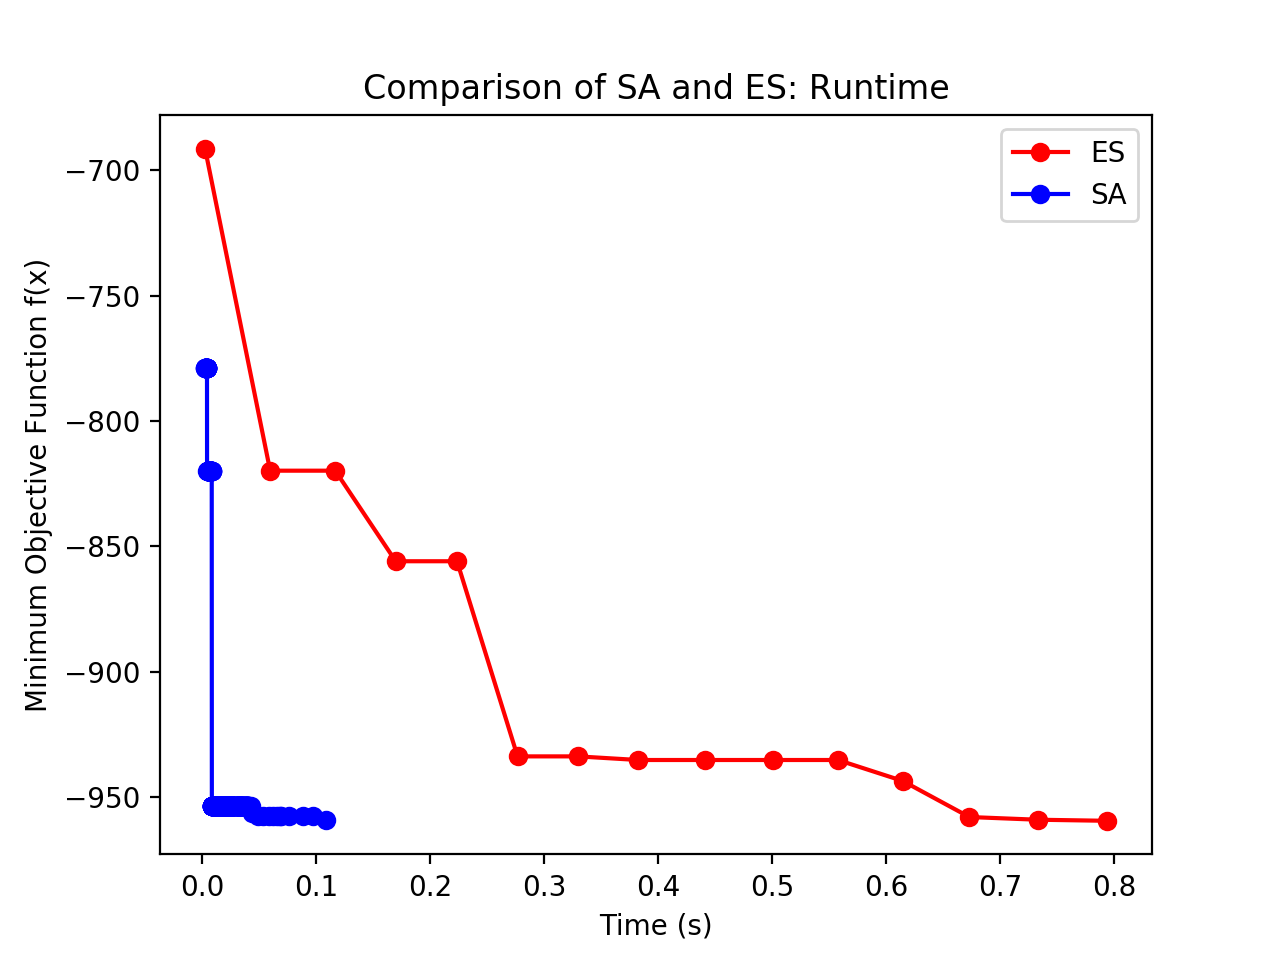 Comparison of SA and ES: Runtime
ES
SA
Minimum Objective Function f(x)
−700
−750
−800
−850
−900
−950
0.0 0.1 0.2 0.3 0.4 0.5 0.6 0.7 0.8
Time (s)